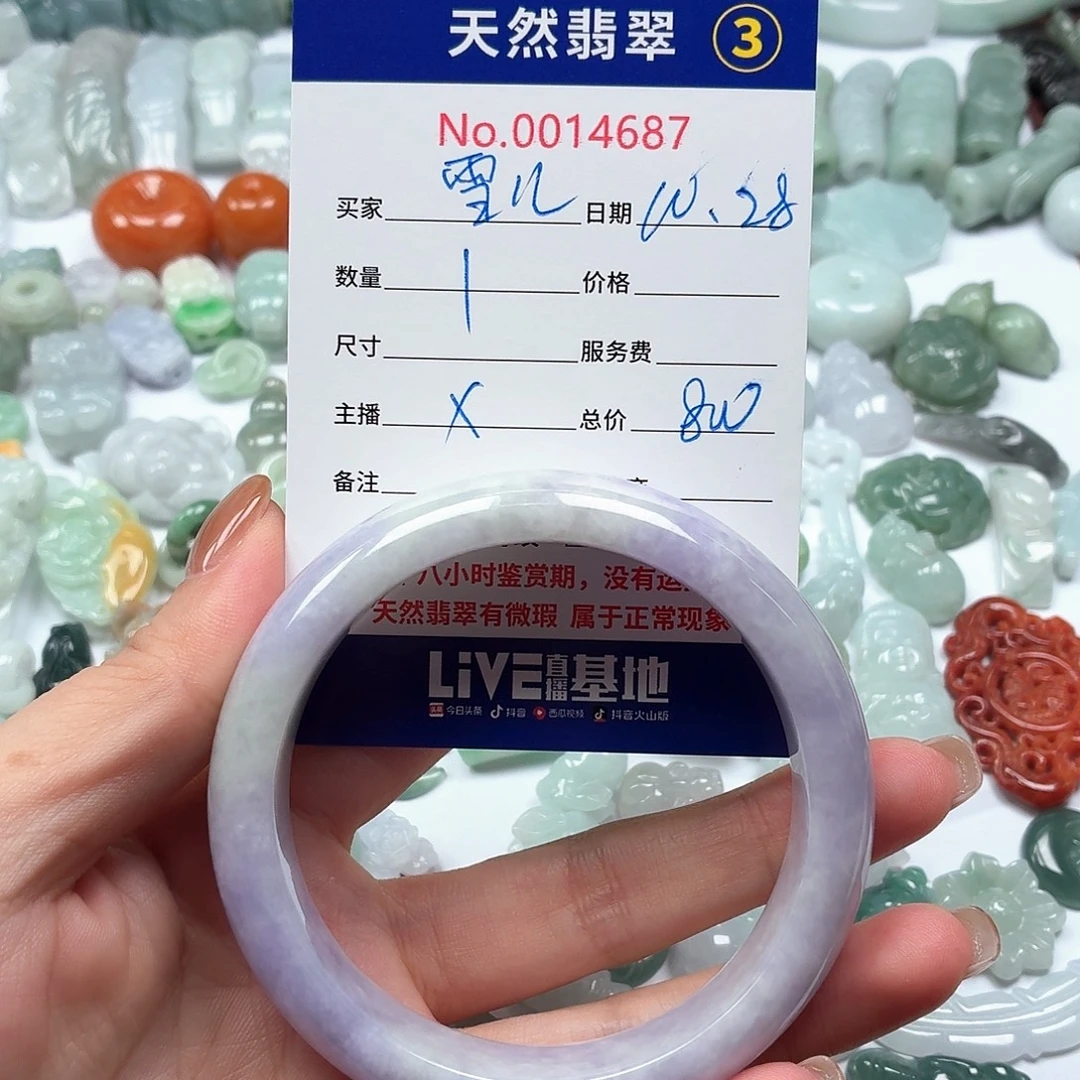 天然翡翠 ③
No.0014687
买家 雪儿 日期 10.28
数量 1 价格
尺寸 服务费
主播 X 总价 800
备注
八小时鉴赏期，没有
天然翡翠有微瑕 属于正常现象
LiVE直播基地
今日头条 抖音 西瓜视频 抖音火山版